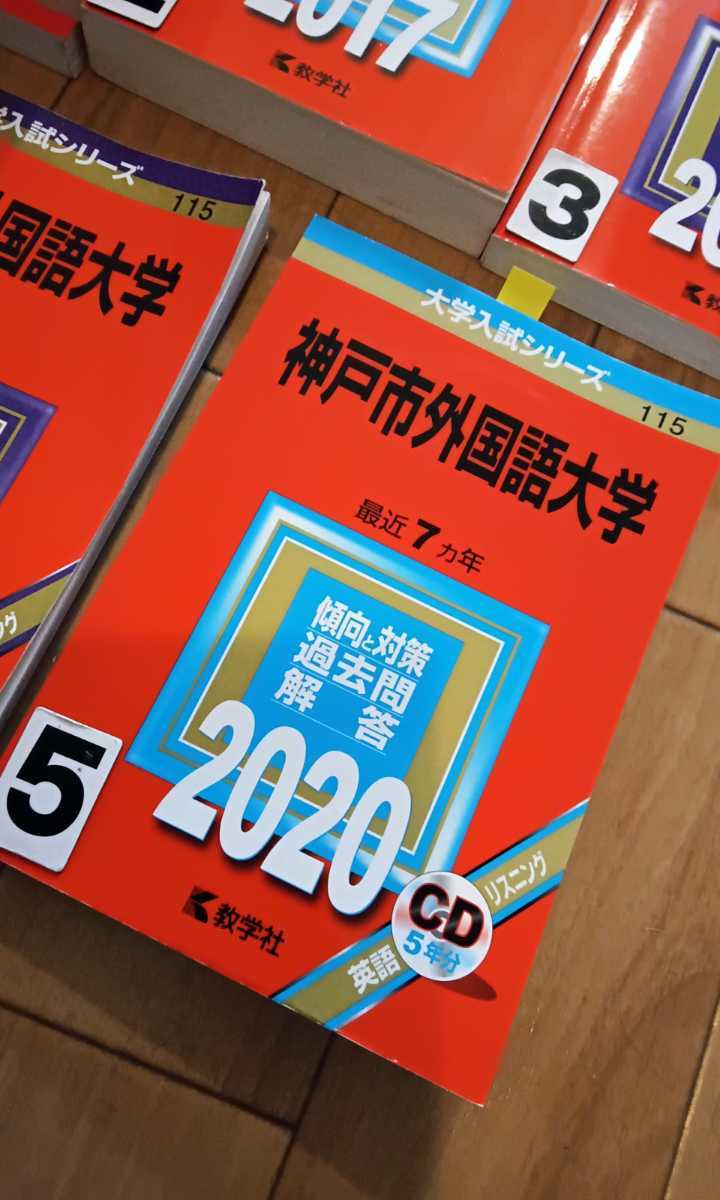 2017
教学社
3
教
学入試シリーズ
115
国語大学
大学入試シリーズ
115
神戸市外国語大学
最近7ヵ年
傾向と対策
過去問
解答
2020
5
教学社
CD
5年分
英語
リスニング